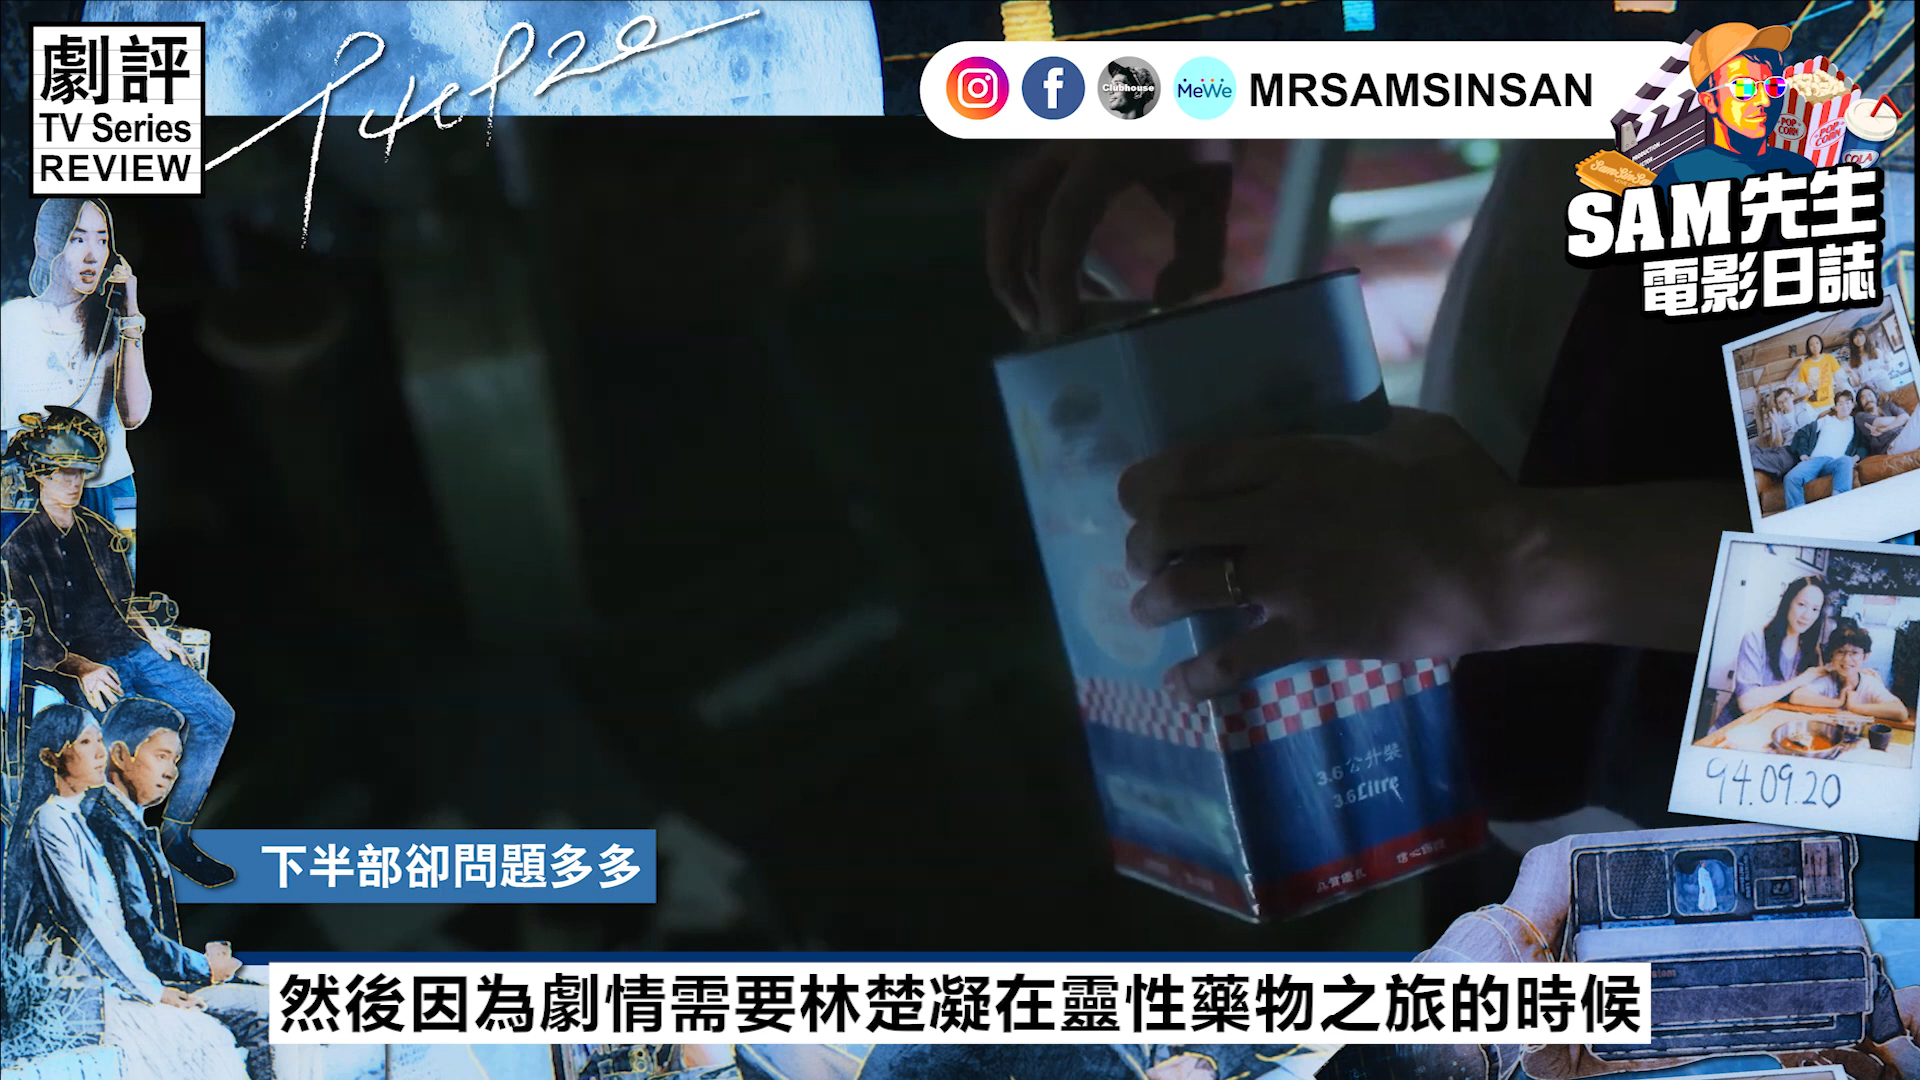 劇評
TV Series
REVIEW
Clubhouse
MeWe
MRSAMSINSAN
POP CORN
POP CORN
COLA
SAM先生
電影日誌
94.09.20
3.6公升裝
3.6Litre
下半部卻問題多多
然後因為劇情需要林楚凝在靈性藥物之旅的時候